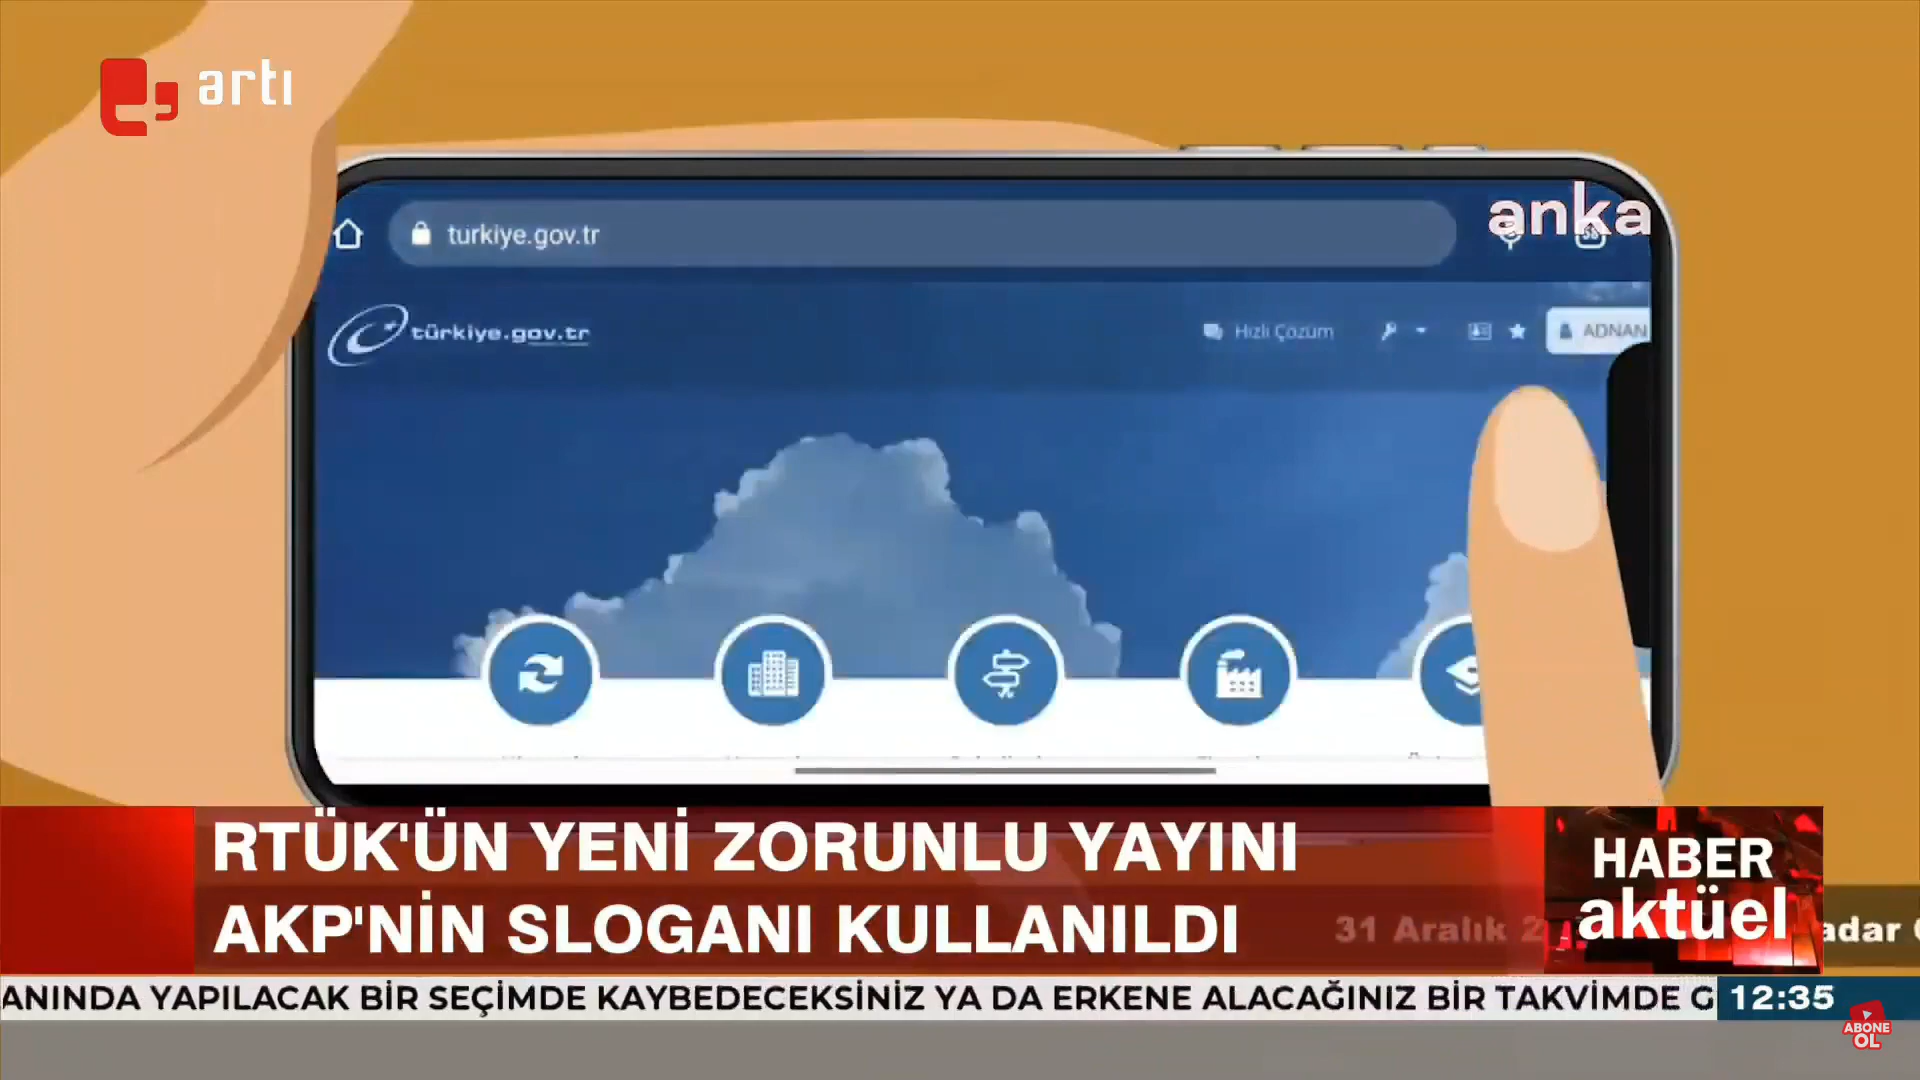 artı
anka
turkiye.gov.tr
türkiye.gov.tr
Hızlı Çözüm
ADNAN
RTÜK'ÜN YENİ ZORUNLU YAYINI
AKP'NİN SLOGANI KULLANILDI
31 Aralık 2
adar
HABER
aktüel
ANINDA YAPILACAK BİR SEÇİMDE KAYBEDECEKSİNİZ YA DA ERKENE ALACAĞINIZ BİR TAKVİMDE G
12:35
ABONE
OL